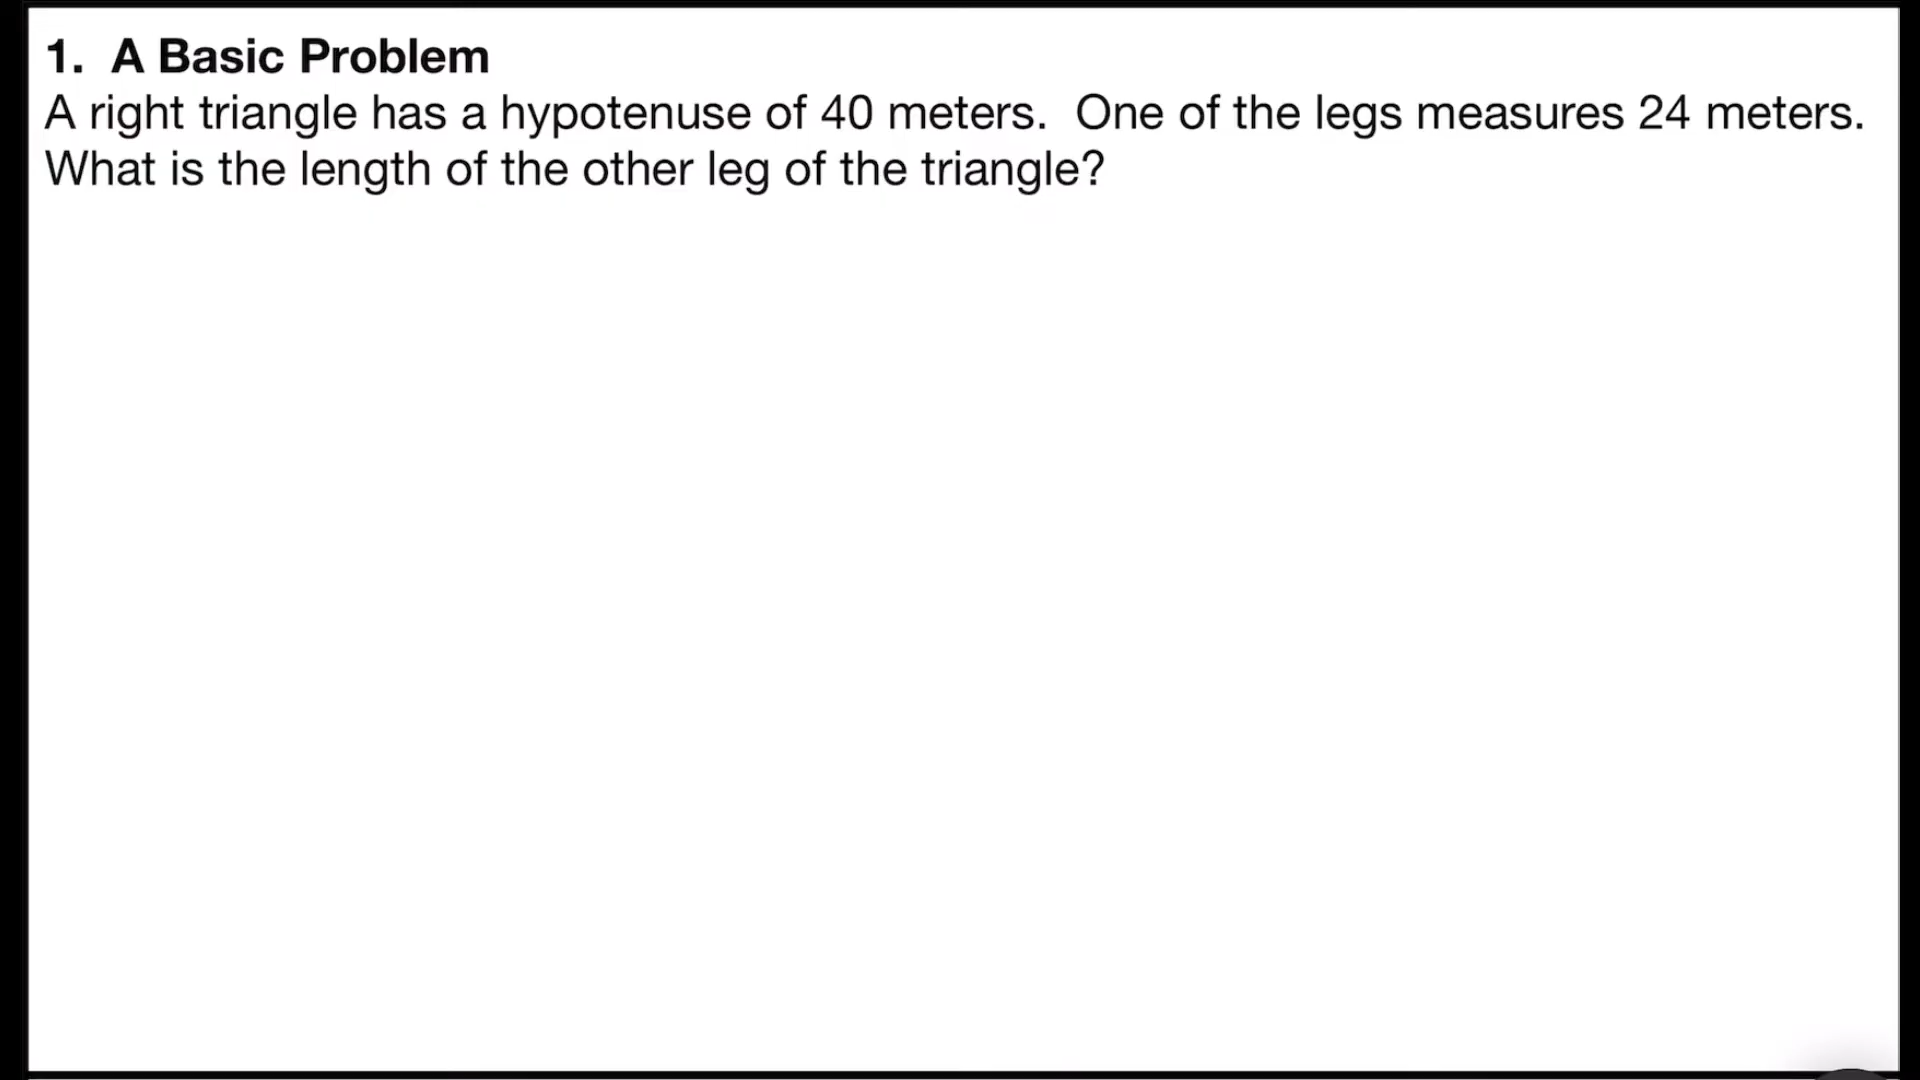 1. A Basic Problem
A right triangle has a hypotenuse of 40 meters. One of the legs measures 24 meters.
What is the length of the other leg of the triangle?